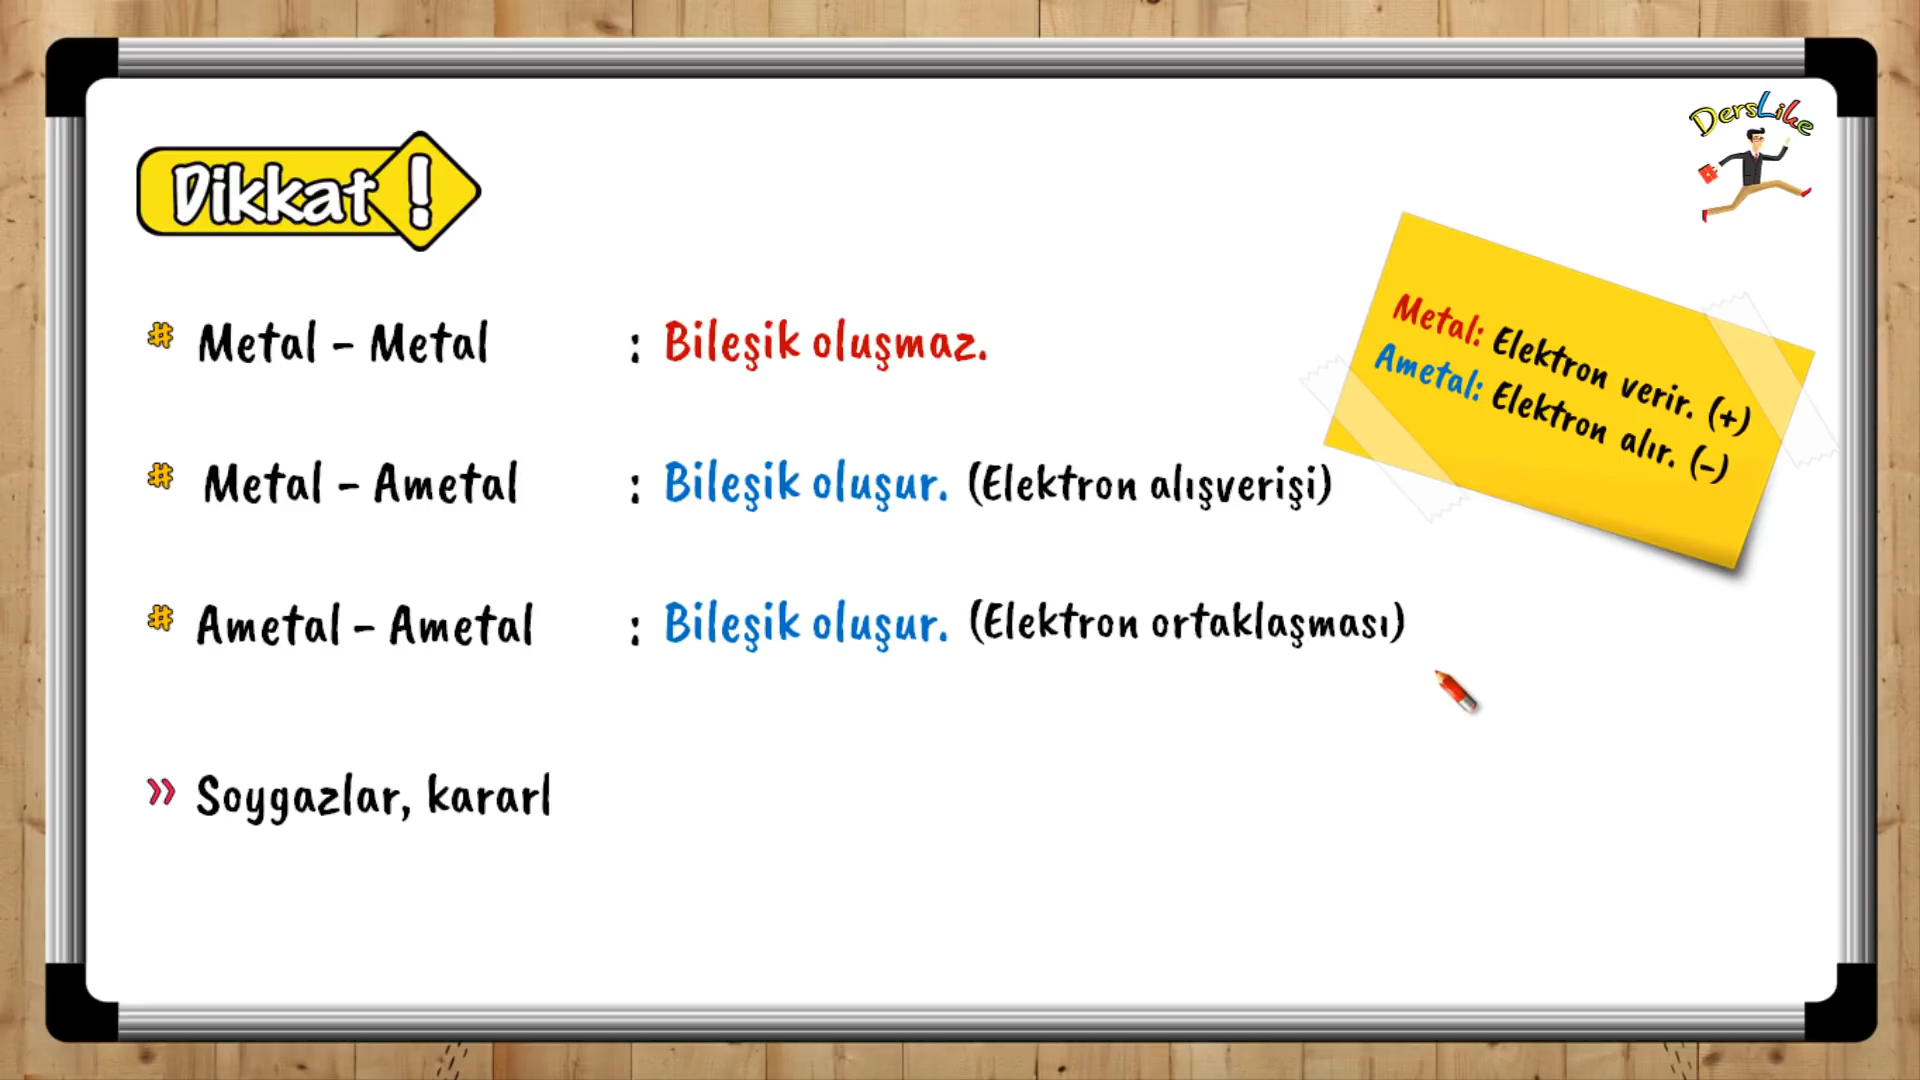 DersLike
Dikkat !
# Metal - Metal : Bileşik oluşmaz.
Metal: Elektron verir. (+)
Ametal: Elektron alır. (-)
# Metal - Ametal : Bileşik oluşur. (Elektron alışverişi)
# Ametal - Ametal : Bileşik oluşur. (Elektron ortaklaşması)
» Soygazlar, kararl